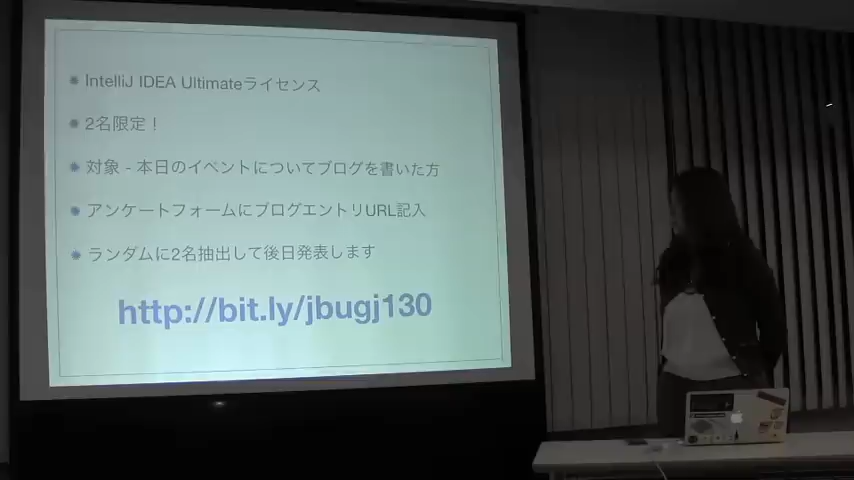 IntelliJ IDEA Ultimateライセンス
2名限定！
対象 - 本日のイベントについてブログを書いた方
アンケートフォームにブログエントリURL記入
ランダムに2名抽出して後日発表します
http://bit.ly/jbugj130